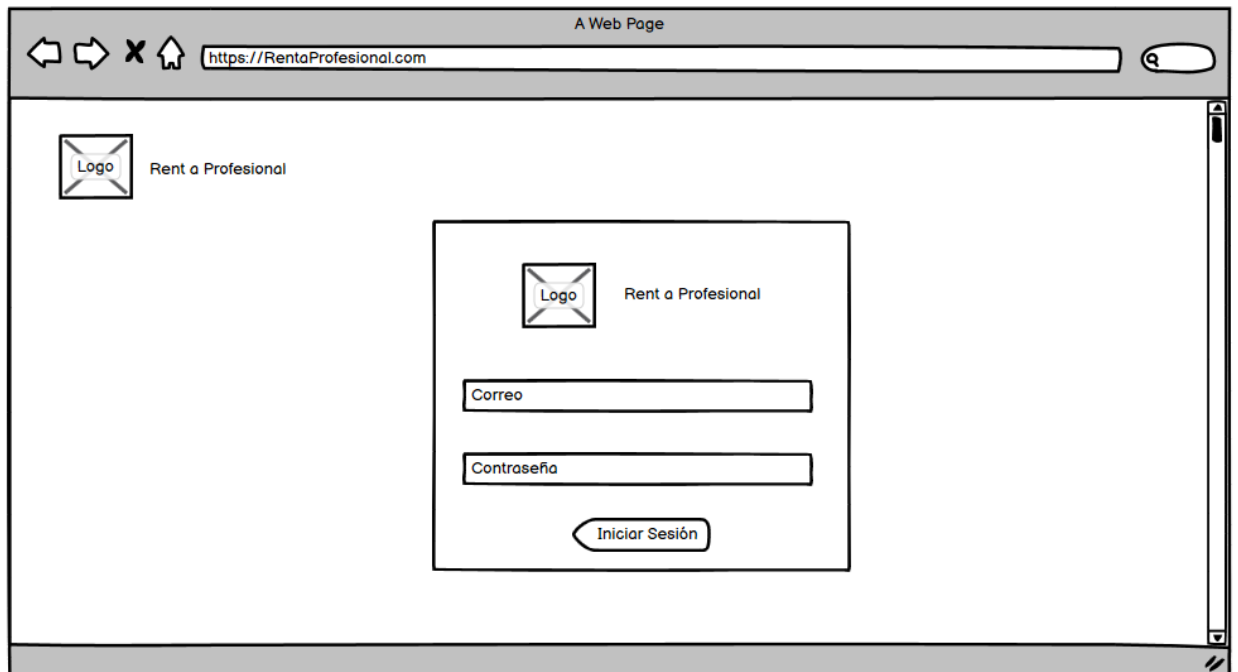 A Web Page
https://RentaProfesional.com
Logo
Rent a Profesional
Logo
Rent a Profesional
Correo
Contraseña
Iniciar Sesión